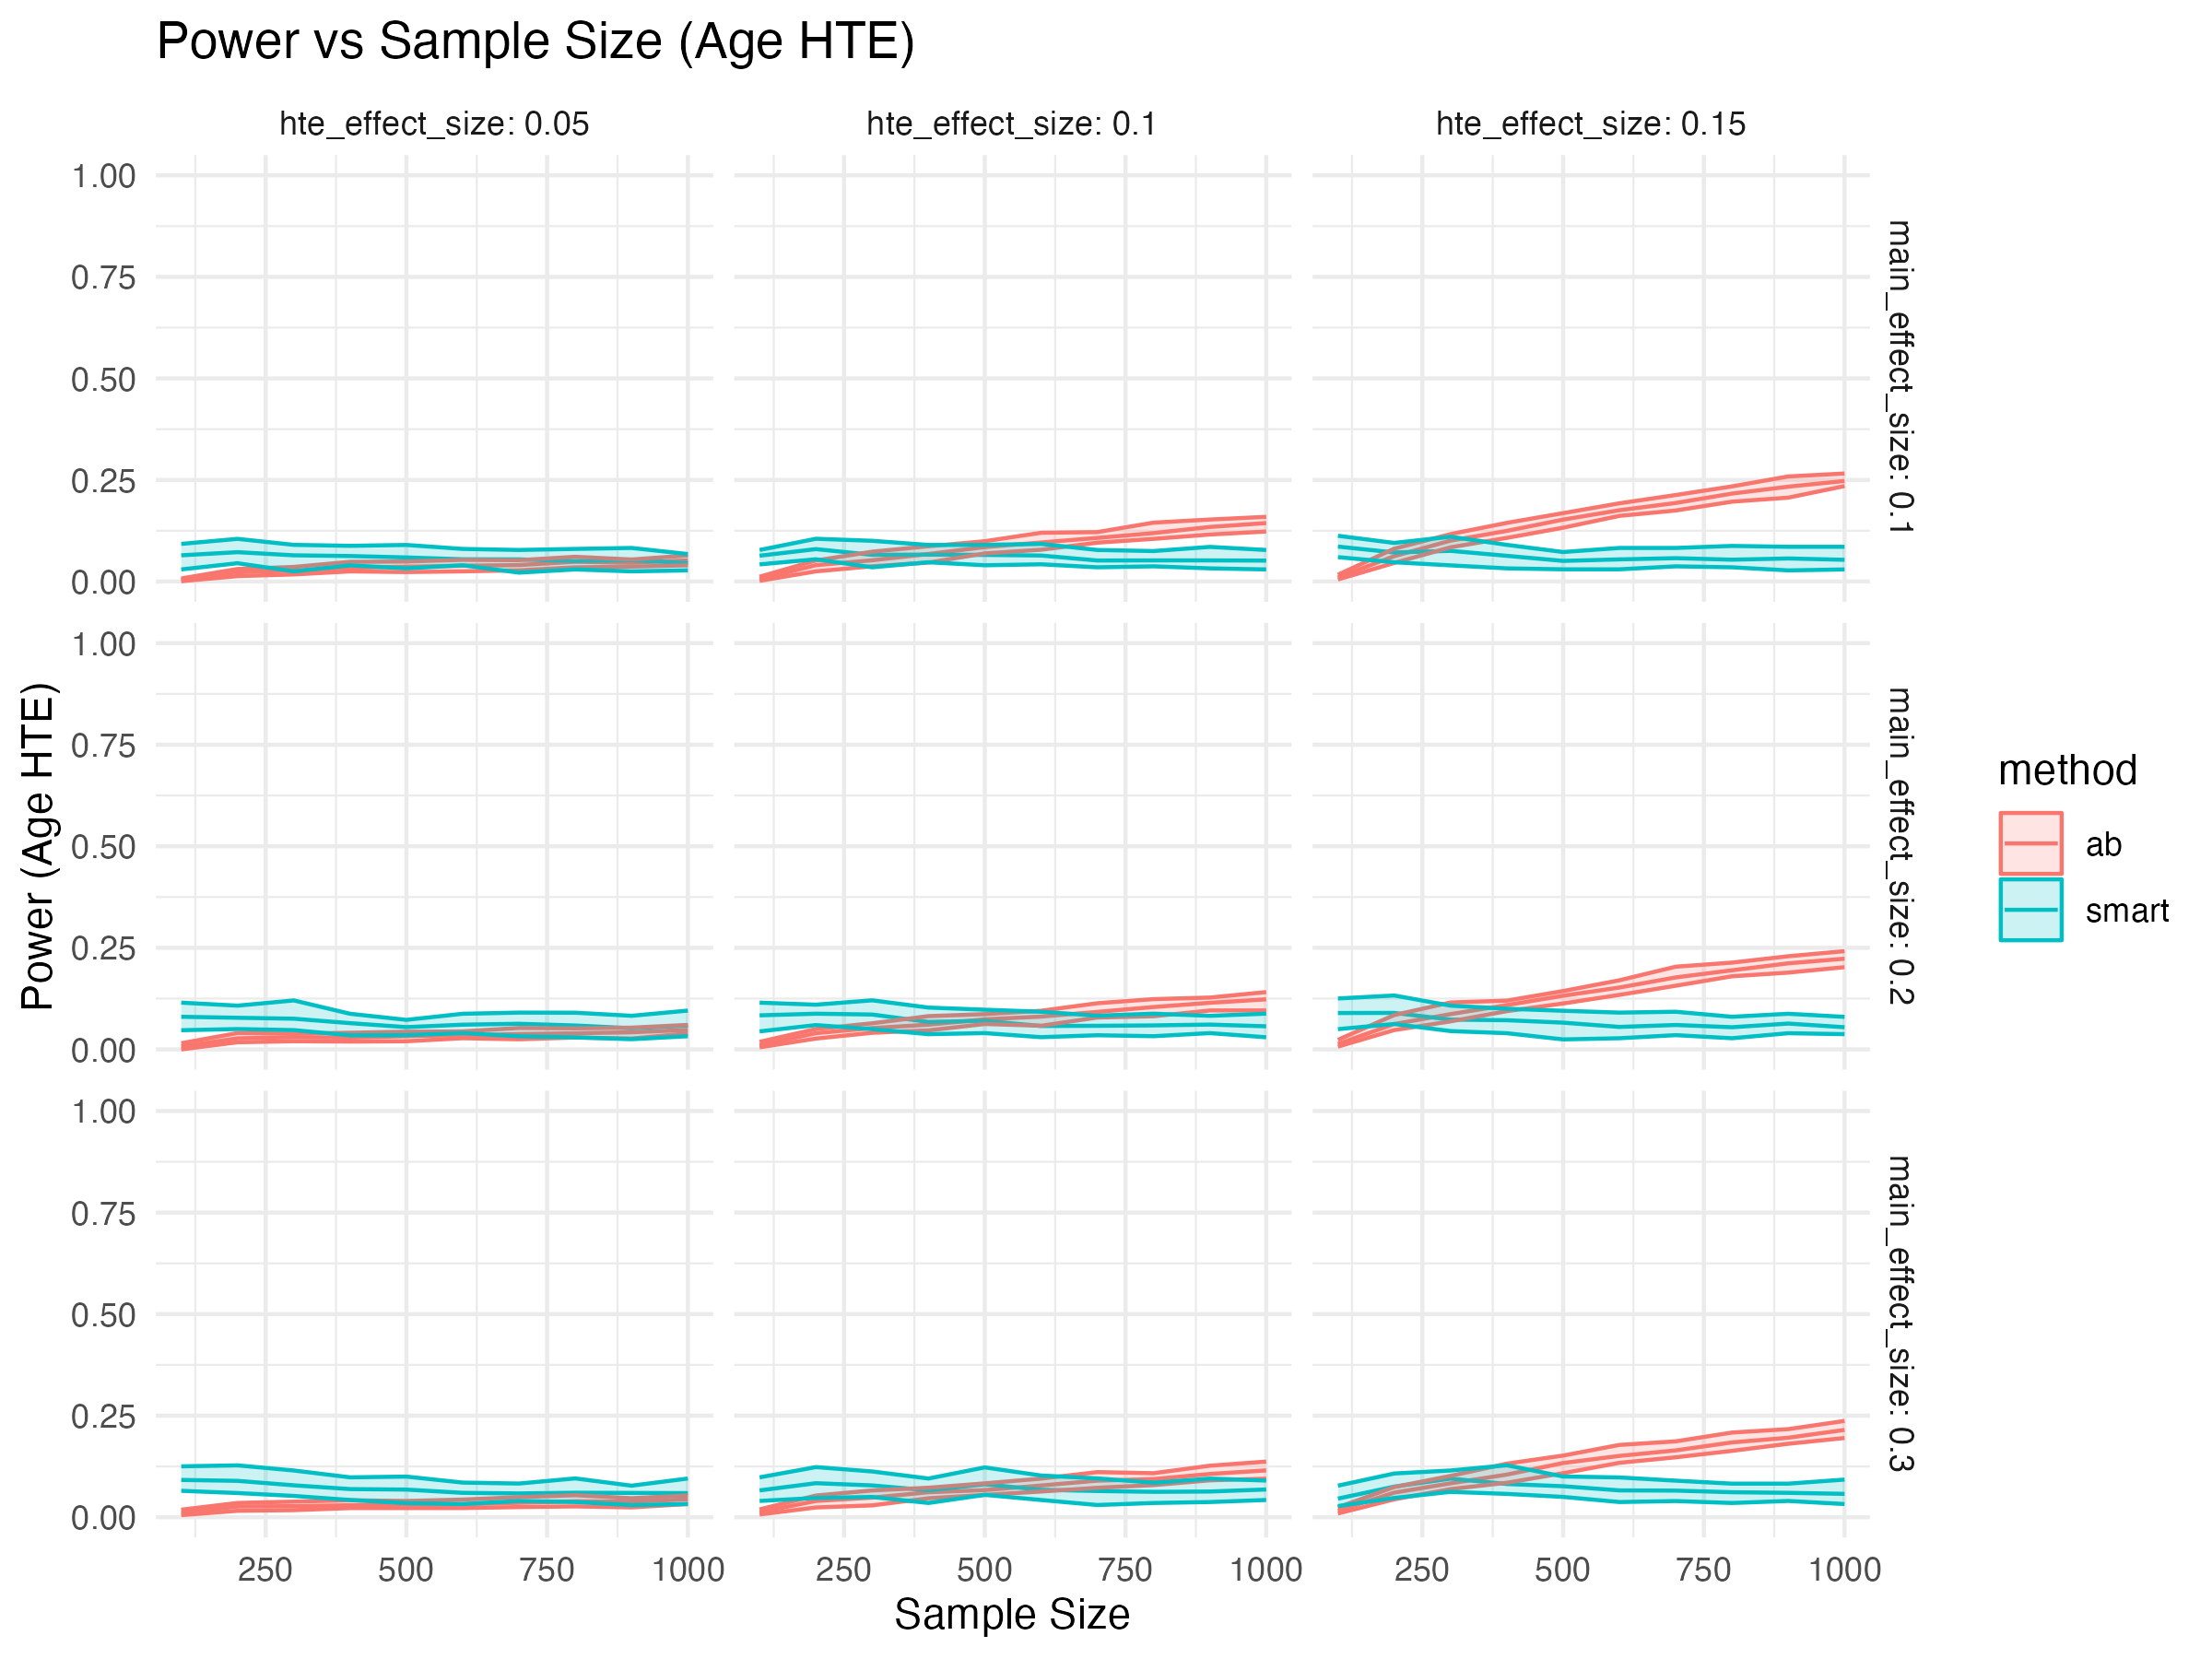 Power vs Sample Size (Age HTE)
hte_effect_size: 0.05
hte_effect_size: 0.1
hte_effect_size: 0.15
1.00
0.75
0.50
0.25
0.00
main_effect_size: 0.1
1.00
0.75
0.50
0.25
0.00
main_effect_size: 0.2
1.00
0.75
0.50
0.25
0.00
main_effect_size: 0.3
Power (Age HTE)
250 500 750 1000
250 500 750 1000
250 500 750 1000
Sample Size
method
ab
smart